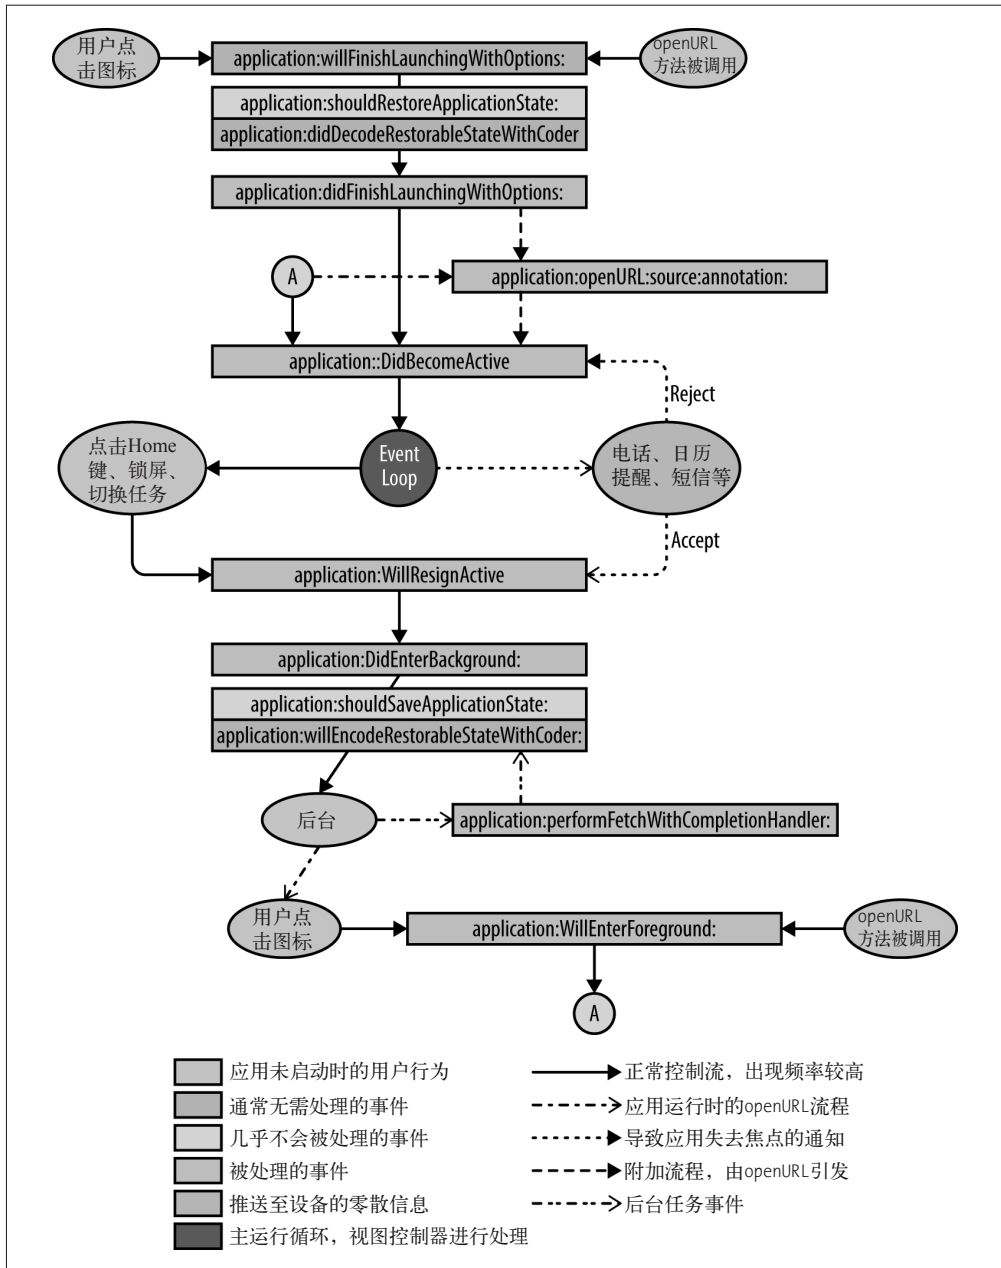 用户点
击图标
application:willFinishLaunchingWithOptions:
openURL
方法被调用
application:shouldRestoreApplicationState:
application:didDecodeRestorableStateWithCoder
application:didFinishLaunchingWithOptions:
A
application:openURL:source:annotation:
application::DidBecomeActive
Reject
点击Home
键、锁屏、
切换任务
Event
Loop
电话、日历
提醒、短信等
Accept
application:WillResignActive
application:DidEnterBackground:
application:shouldSaveApplicationState:
application:willEncodeRestorableStateWithCoder:
后台
application:performFetchWithCompletionHandler:
用户点
击图标
application:WillEnterForeground:
openURL
方法被调用
A
应用未启动时的用户行为
通常无需处理的事件
几乎不会被处理的事件
被处理的事件
推送至设备的零散信息
主运行循环，视图控制器进行处理
正常控制流，出现频率较高
应用运行时的openURL流程
导致应用失去焦点的通知
附加流程，由openURL引发
后台任务事件